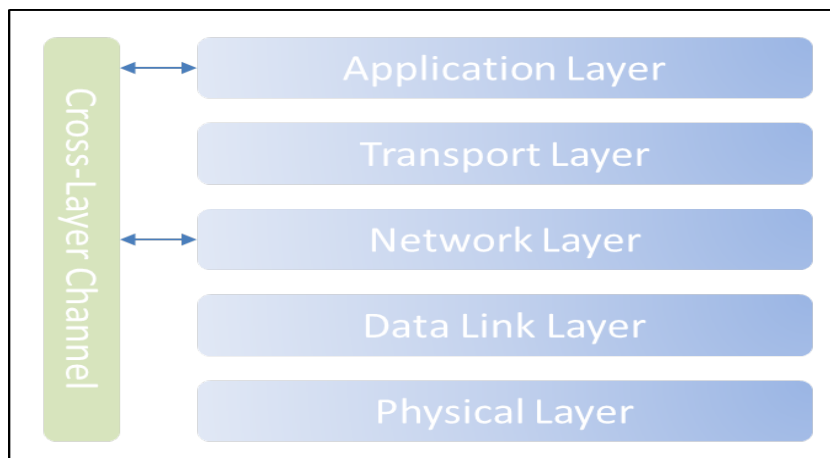 Cross-Layer Channel
Application Layer
Transport Layer
Network Layer
Data Link Layer
Physical Layer